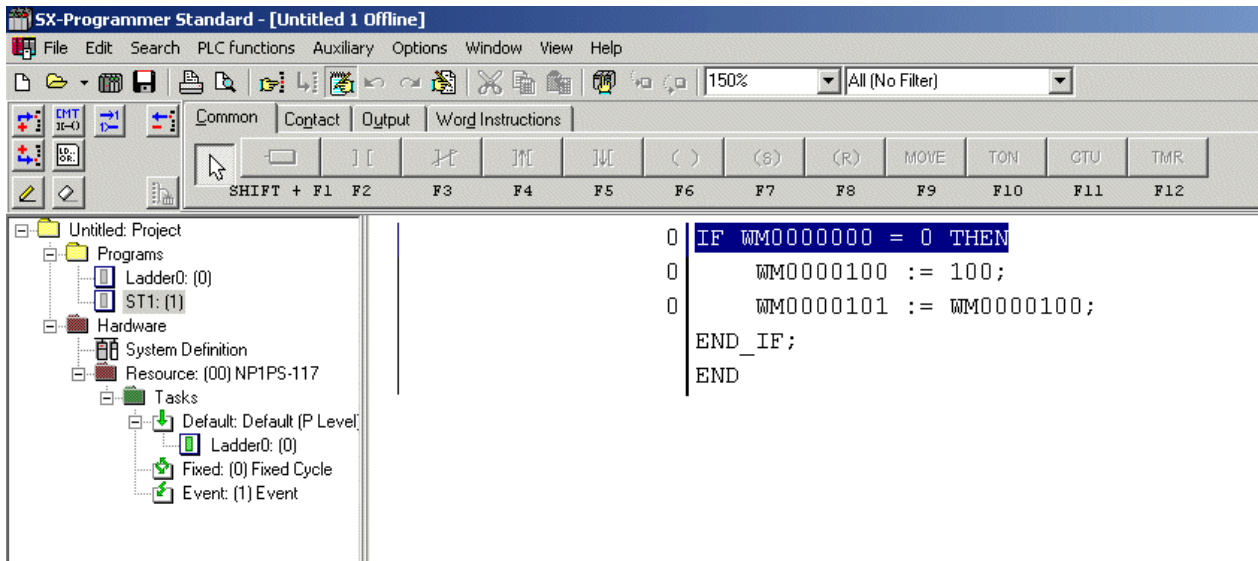 SX-Programmer Standard - [Untitled 1 Offline]
File Edit Search PLC functions Auxiliary Options Window View Help
150% All (No Filter)
CMT
Common Contact Output Word Instructions
LD..
OR..
(S) (R) MOVE TON CTU TMR
SHIFT + F1 F2 F3 F4 F5 F6 F7 F8 F9 F10 F11 F12
Untitled: Project
Programs
Ladder0: (0)
ST1: (1)
Hardware
System Definition
Resource: (00) NP1PS-117
Tasks
Default: Default (P Level)
Ladder0: (0)
Fixed: (0) Fixed Cycle
Event: (1) Event
0 IF WM0000000 = 0 THEN
0 WM0000100 := 100;
0 WM0000101 := WM0000100;
END_IF;
END